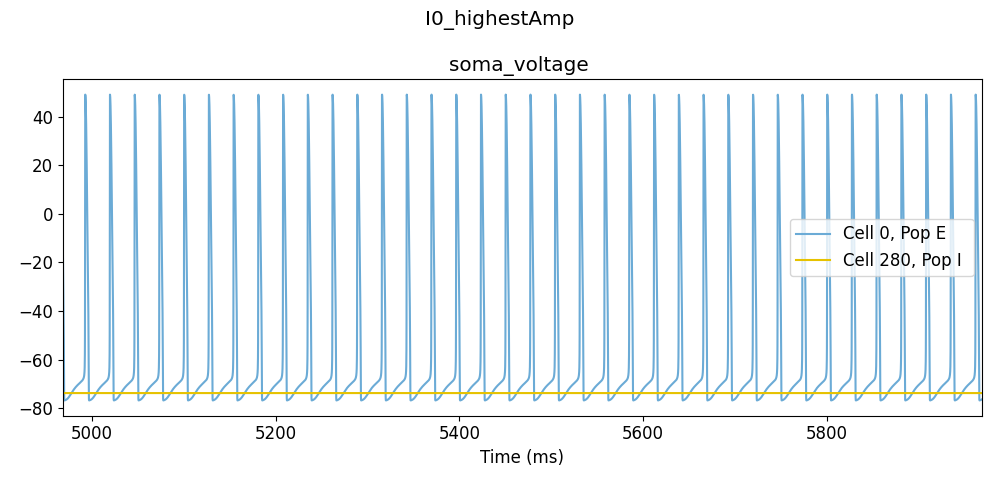 I0_highestAmp
soma_voltage
40
20
0
−20
−40
−60
−80
Cell 0, Pop E
Cell 280, Pop I
5000
5200
5400
5600
5800
Time (ms)